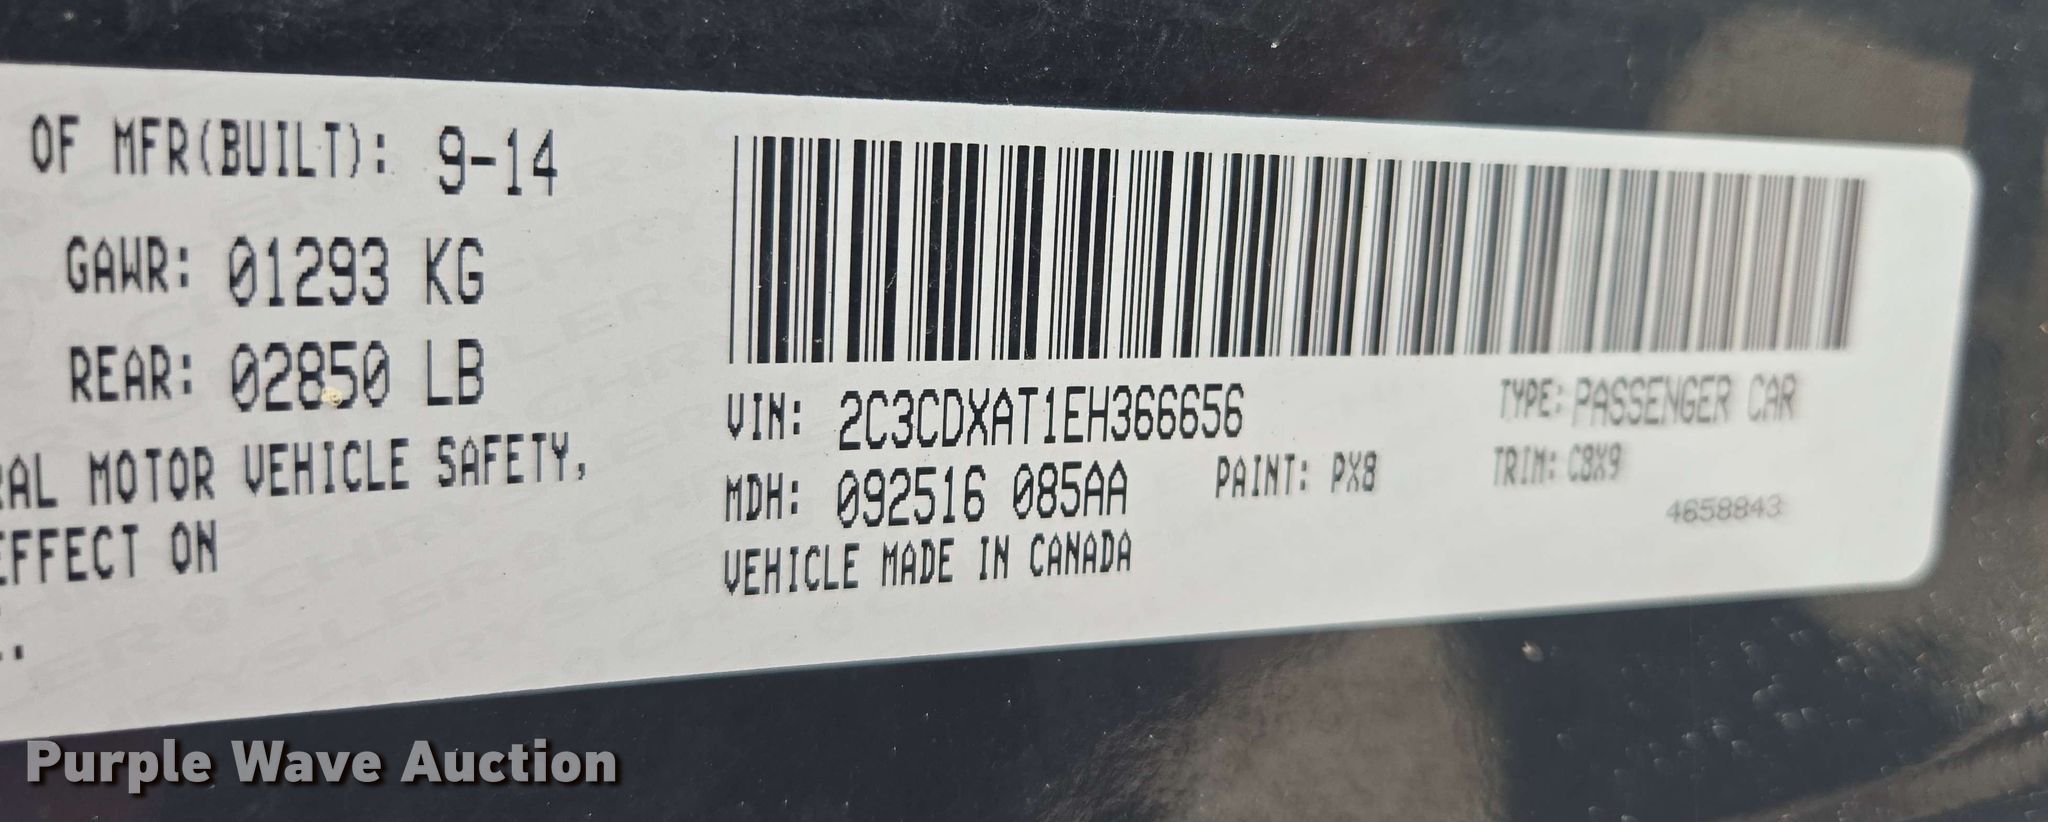 OF MFR(BUILT): 9-14
GAWR: 01293 KG
REAR: 02850 LB
RAL MOTOR VEHICLE SAFETY,
EFFECT ON
VIN: 2C3CDXAT1EH366656
TYPE: PASSENGER CAR
MDH: 092516 085AA
PAINT: PX8
TRIM: C8X9
4658843
VEHICLE MADE IN CANADA
Purple Wave Auction